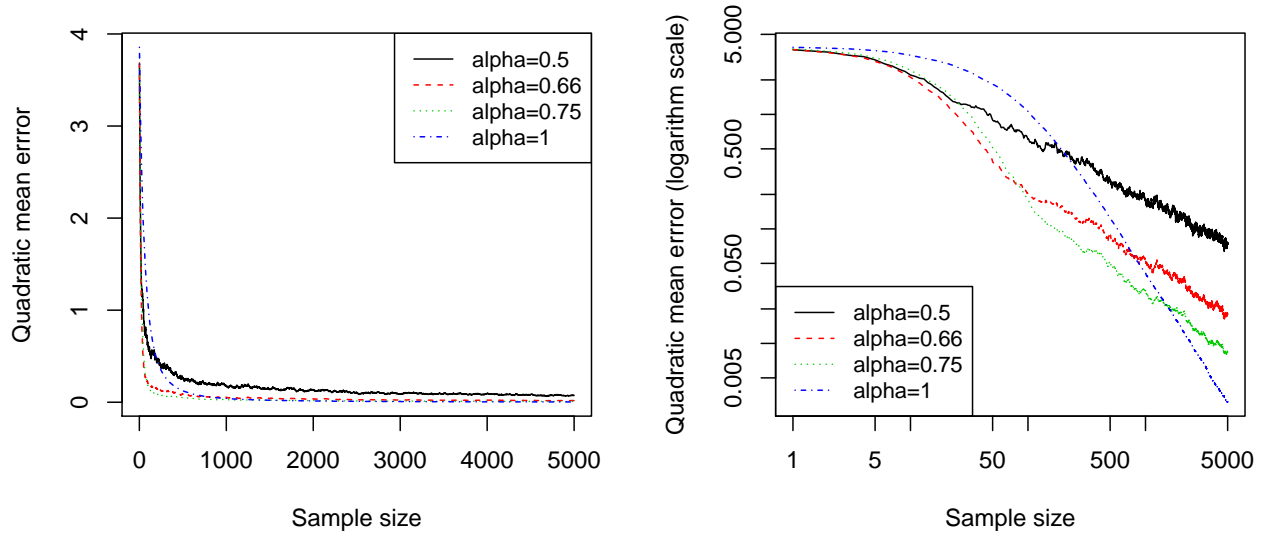 Quadratic mean errror
4
3
2
1
0
alpha=0.5
alpha=0.66
alpha=0.75
alpha=1
0 1000 2000 3000 4000 5000
Sample size
Quadratic mean errror (logarithm scale)
5.000
0.500
0.050
0.005
alpha=0.5
alpha=0.66
alpha=0.75
alpha=1
1 5 50 500 5000
Sample size